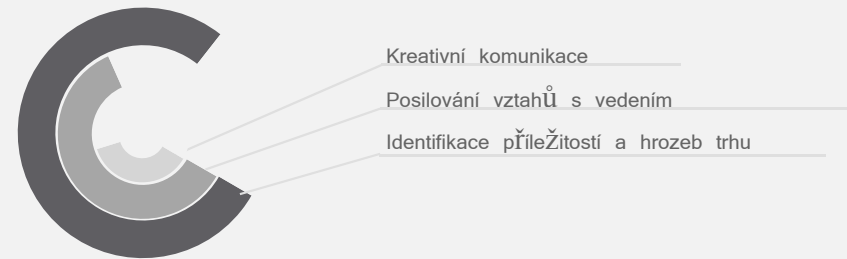 Kreativní komunikace
Posilování vztahů s vedením
Identifikace příležitostí a hrozeb trhu